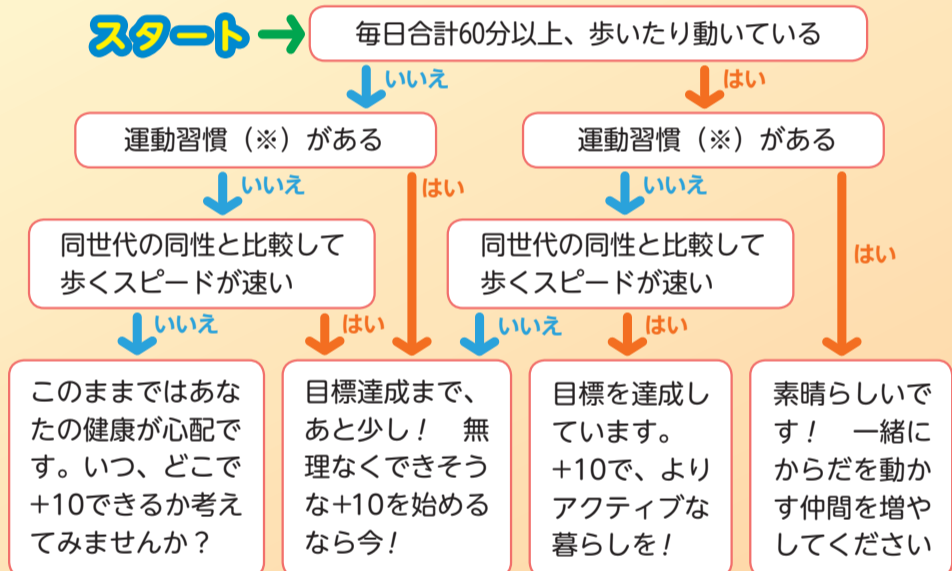 スタート
毎日合計60分以上、歩いたり動いている
いいえ
はい
運動習慣（※）がある
運動習慣（※）がある
いいえ
はい
いいえ
はい
同世代の同性と比較して
歩くスピードが速い
同世代の同性と比較して
歩くスピードが速い
いいえ
はい
いいえ
はい
このままではあな
たの健康が心配で
す。いつ、どこで
+10できるか考え
てみませんか？
目標達成まで、
あと少し！　無
理なくできそう
な+10を始める
なら今！
目標を達成し
ています。
+10で、より
アクティブな
暮らしを！
素晴らしいで
す！　一緒に
からだを動か
す仲間を増や
してください